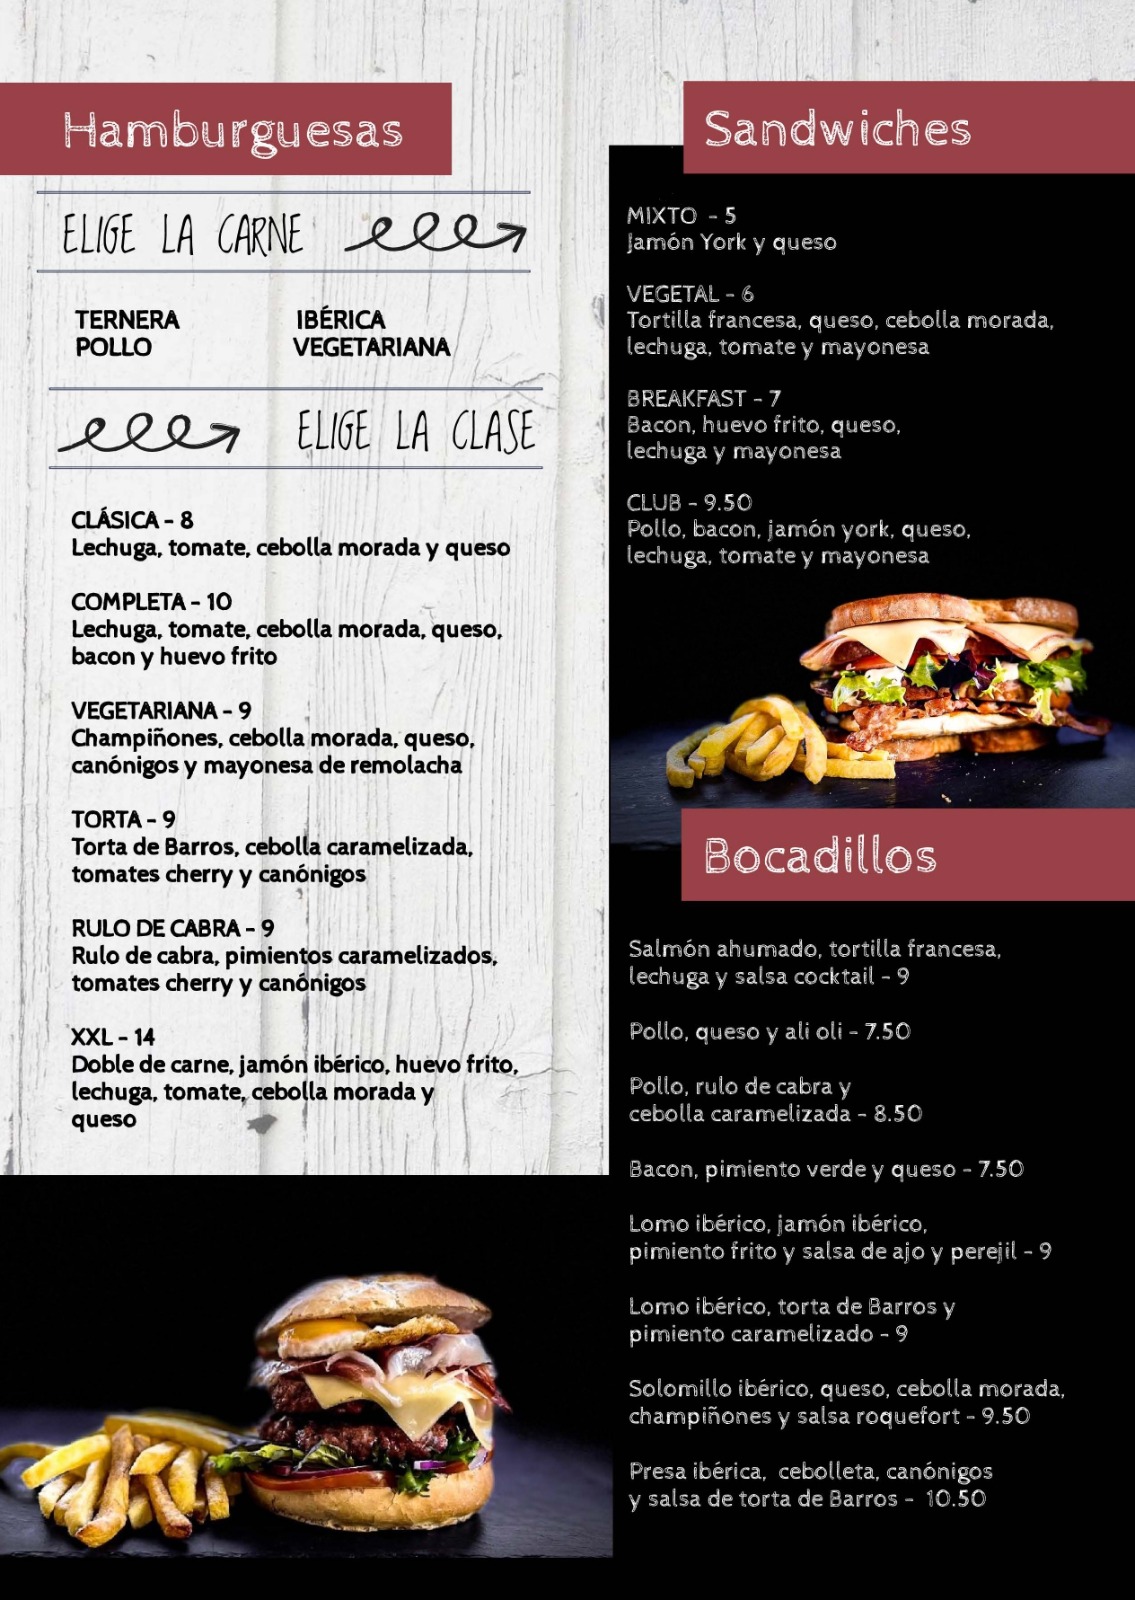 Hamburguesas
ELIGE LA CARNE
TERNERA IBÉRICA
POLLO VEGETARIANA
ELIGE LA CLASE
CLÁSICA - 8
Lechuga, tomate, cebolla morada y queso
COMPLETA - 10
Lechuga, tomate, cebolla morada, queso,
bacon y huevo frito
VEGETARIANA - 9
Champiñones, cebolla morada, queso,
canónigos y mayonesa de remolacha
TORTA - 9
Torta de Barros, cebolla caramelizada,
tomates cherry y canónigos
RULO DE CABRA - 9
Rulo de cabra, pimientos caramelizados,
tomates cherry y canónigos
XXL - 14
Doble de carne, jamón ibérico, huevo frito,
lechuga, tomate, cebolla morada y
queso
Sandwiches
MIXTO - 5
Jamón York y queso
VEGETAL - 6
Tortilla francesa, queso, cebolla morada,
lechuga, tomate y mayonesa
BREAKFAST - 7
Bacon, huevo frito, queso,
lechuga y mayonesa
CLUB - 9.50
Pollo, bacon, jamón york, queso,
lechuga, tomate y mayonesa
Bocadillos
Salmón ahumado, tortilla francesa,
lechuga y salsa cocktail - 9
Pollo, queso y ali oli - 7.50
Pollo, rulo de cabra y
cebolla caramelizada - 8.50
Bacon, pimiento verde y queso - 7.50
Lomo ibérico, jamón ibérico,
pimiento frito y salsa de ajo y perejil - 9
Lomo ibérico, torta de Barros y
pimiento caramelizado - 9
Solomillo ibérico, queso, cebolla morada,
champiñones y salsa roquefort - 9.50
Presa ibérica, cebolleta, canónigos
y salsa de torta de Barros - 10.50